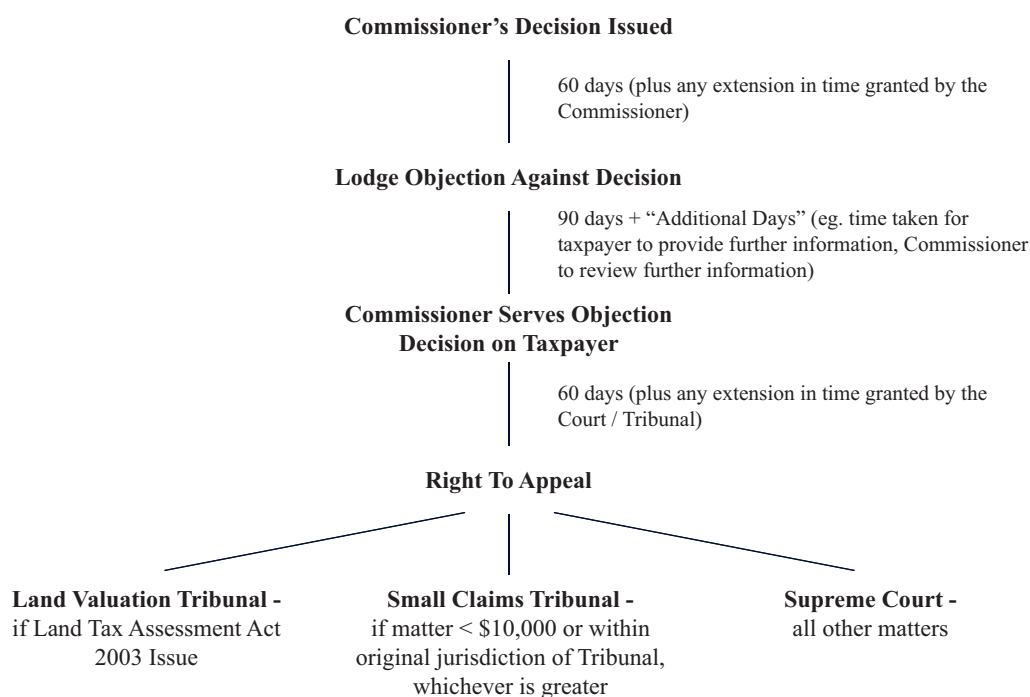 Commissioner’s Decision Issued
60 days (plus any extension in time granted by the
Commissioner)
Lodge Objection Against Decision
90 days + “Additional Days” (eg. time taken for
taxpayer to provide further information, Commissioner
to review further information)
Commissioner Serves Objection
Decision on Taxpayer
60 days (plus any extension in time granted by the
Court / Tribunal)
Right To Appeal
Land Valuation Tribunal -
if Land Tax Assessment Act
2003 Issue
Small Claims Tribunal -
if matter < $10,000 or within
original jurisdiction of Tribunal,
whichever is greater
Supreme Court -
all other matters